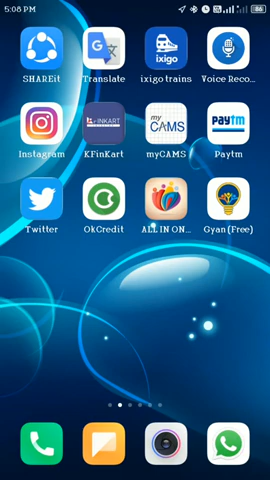 5:08 PM
86
SHAREit
Translate
ixigo trains
Voice Reco...
Instagram
KFinKart
myCAMS
Paytm
Twitter
OkCredit
ALL IN ON...
Gyan (Free)
ixigo
G
KFINKART
my
CAMS
paytm